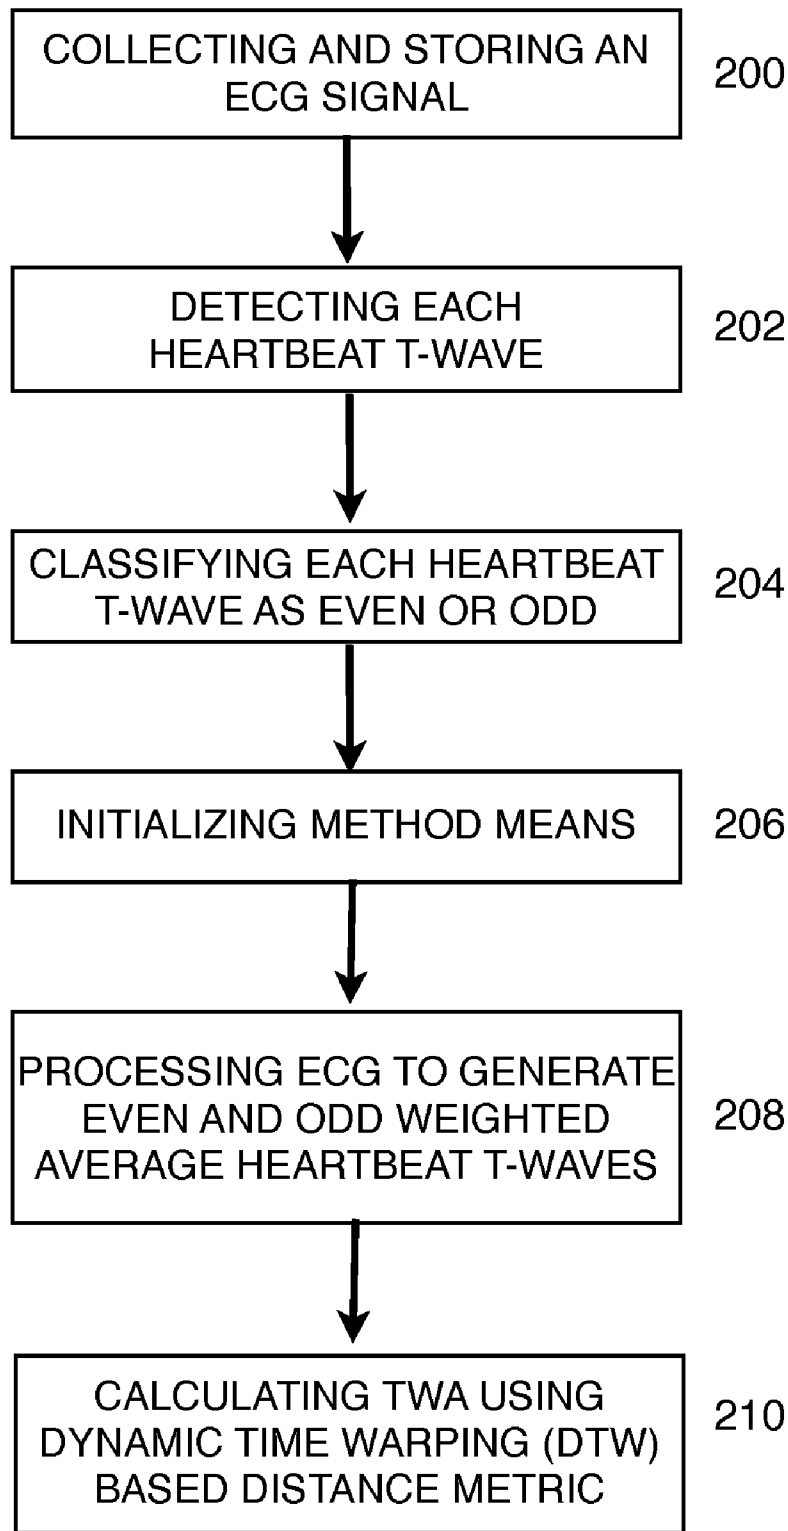 COLLECTING AND STORING AN
ECG SIGNAL
200
DETECTING EACH
HEARTBEAT T-WAVE
202
CLASSIFYING EACH HEARTBEAT
T-WAVE AS EVEN OR ODD
204
INITIALIZING METHOD MEANS
206
PROCESSING ECG TO GENERATE
EVEN AND ODD WEIGHTED
AVERAGE HEARTBEAT T-WAVES
208
CALCULATING TWA USING
DYNAMIC TIME WARPING (DTW)
BASED DISTANCE METRIC
210